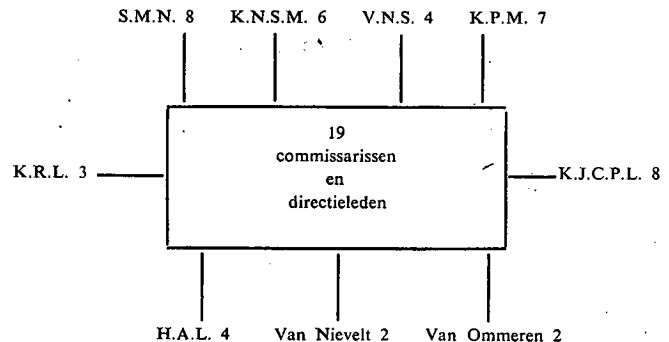 S.M.N. 8 K.N.S.M. 6 V.N.S. 4 K.P.M. 7
19
commissarissen
K.R.L. 3 en K.J.C.P.L. 8
directieleden
H.A.L. 4 Van Nievelt 2 Van Ommeren 2